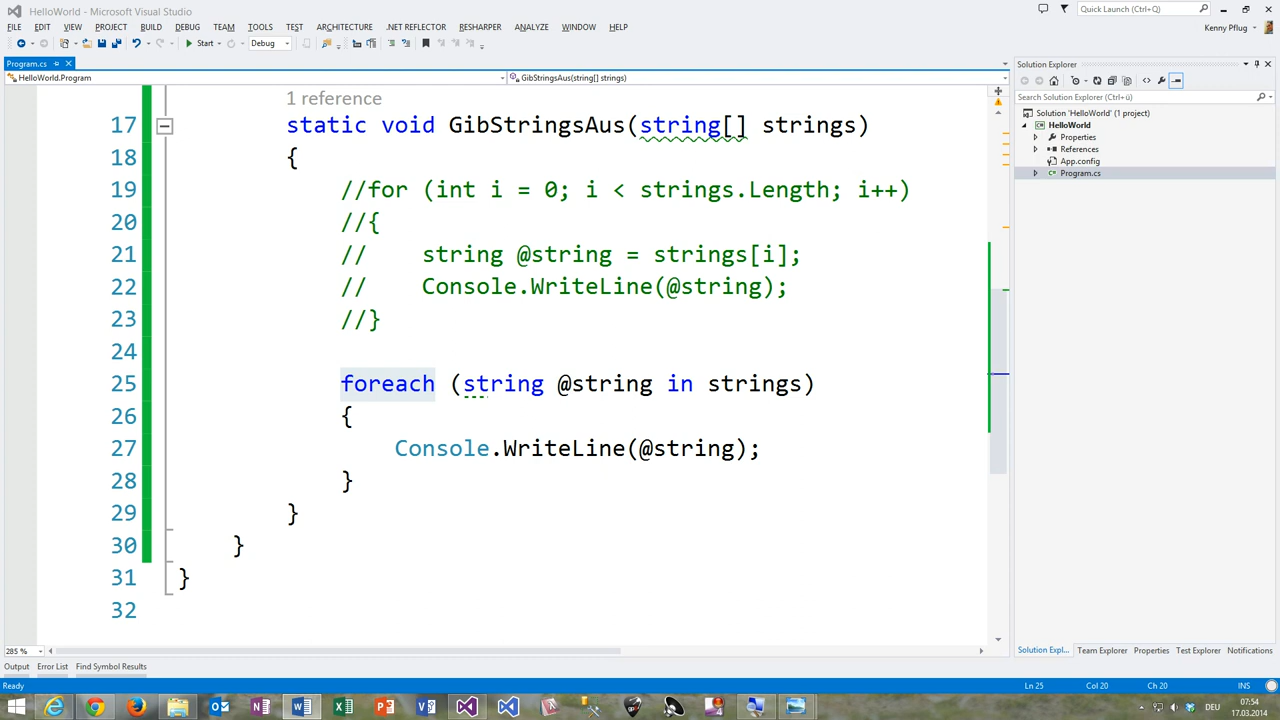 HelloWorld - Microsoft Visual Studio
Quick Launch (Ctrl+Q)
FILE EDIT VIEW PROJECT BUILD DEBUG TEAM TOOLS TEST ARCHITECTURE .NET REFLECTOR RESHARPER ANALYZE WINDOW HELP
Kenny Pflug
Start Debug
Program.cs
HelloWorld.Program
GibStringsAus(string[] strings)
1 reference
17 static void GibStringsAus(string[] strings)
18 {
19 //for (int i = 0; i < strings.Length; i++)
20 //{
21 // string @string = strings[i];
22 // Console.WriteLine(@string);
23 //}
24
25 foreach (string @string in strings)
26 {
27 Console.WriteLine(@string);
28 }
29 }
30 }
31 }
32
285 %
Solution Explorer
Search Solution Explorer (Ctrl+ü)
Solution 'HelloWorld' (1 project)
HelloWorld
Properties
References
App.config
Program.cs
Solution Expl... Team Explorer Properties Test Explorer Notifications
Output Error List Find Symbol Results
Ready
Ln 25 Col 20 Ch 20 INS
DEU
07:54
17.03.2014